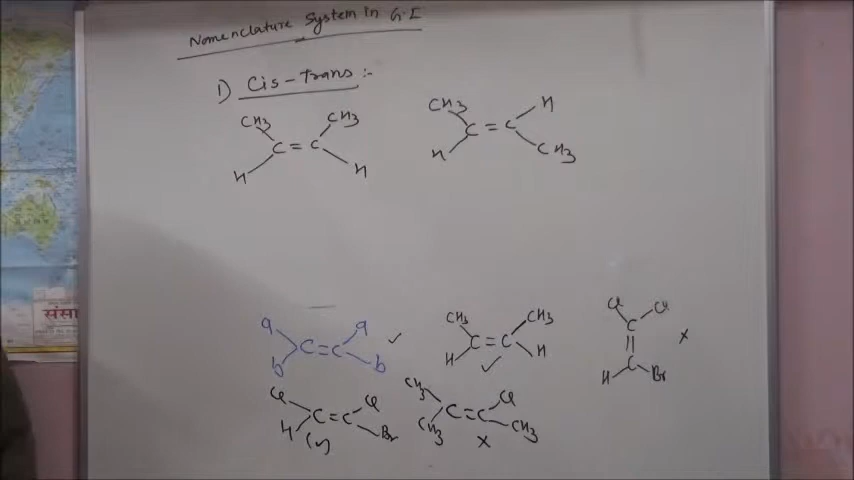 Nomenclature System in G.I
1) Cis-trans:-
CH3 CH3 CH3 H
C=C C=C
H H H CH3
a a ✓ CH3 CH3 Cl Cl
C=C C=C C
b b H ✓ H || ×
C
H Br
Cl Cl CH3 Cl
C=C C=C
H (✓) Br CH3 × CH3
संसा